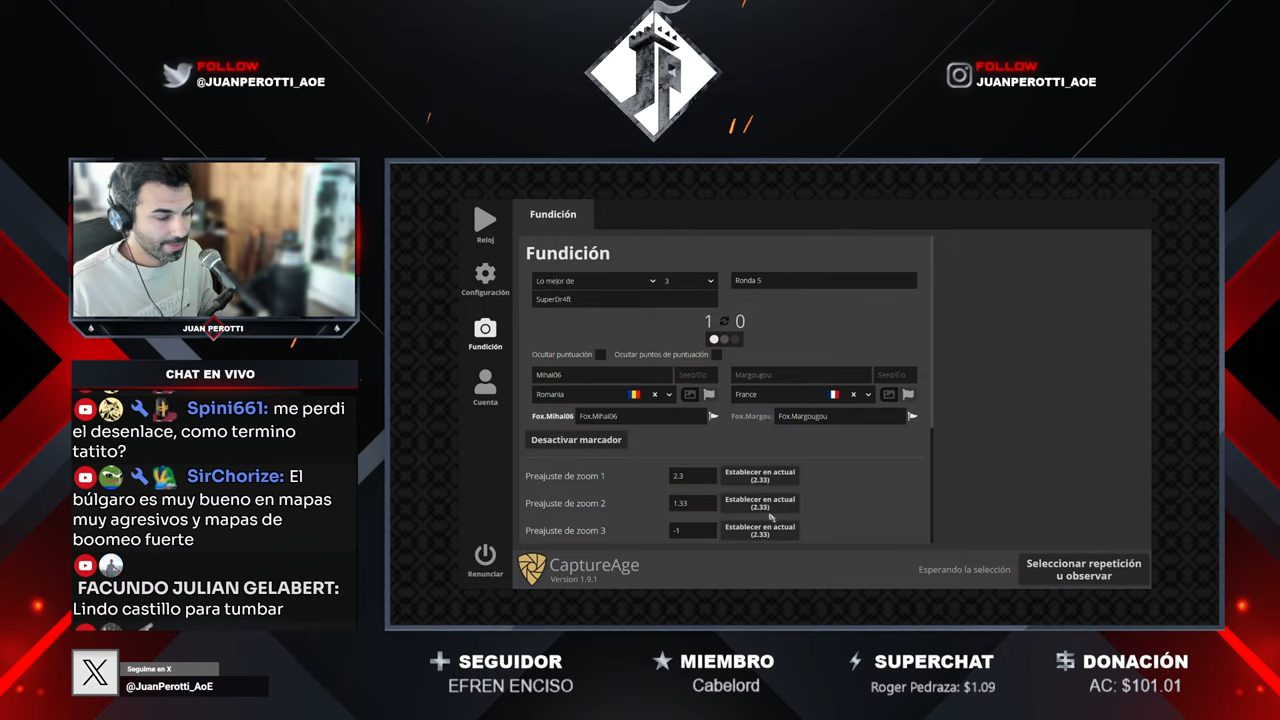 FOLLOW
@JUANPEROTTI_AOE
FOLLOW
JUANPEROTTI_AOE
JUAN PEROTTI
CHAT EN VIVO
Spini661: me perdi
el desenlace, como termino
tatito?
SirChorize: El
búlgaro es muy bueno en mapas
muy agresivos y mapas de
boomeo fuerte
FACUNDO JULIAN GELABERT:
Lindo castillo para tumbar
Seguime en X
@JuanPerotti_AoE
Reloj
Configuración
Fundición
Cuenta
Renunciar
Fundición
Fundición
Lo mejor de 3 Ronda 5
SuperDr4ft
1 0
Ocultar puntuación Ocultar puntos de puntuación
Mihai06 Seed/Elo Margougou Seed/Elo
Romania x France x
Fox.Mihai06 Fox.Mihai06 Fox.Margou Fox.Margougou
Desactivar marcador
Preajuste de zoom 1 2.3 Establecer en actual
(2.33)
Preajuste de zoom 2 1.33 Establecer en actual
(2.33)
Preajuste de zoom 3 -1 Establecer en actual
(2.33)
CaptureAge
Version 1.9.1
Esperando la selección
Seleccionar repetición
u observar
SEGUIDOR
EFREN ENCISO
MIEMBRO
Cabelord
SUPERCHAT
Roger Pedraza: $1.09
DONACIÓN
AC: $101.01